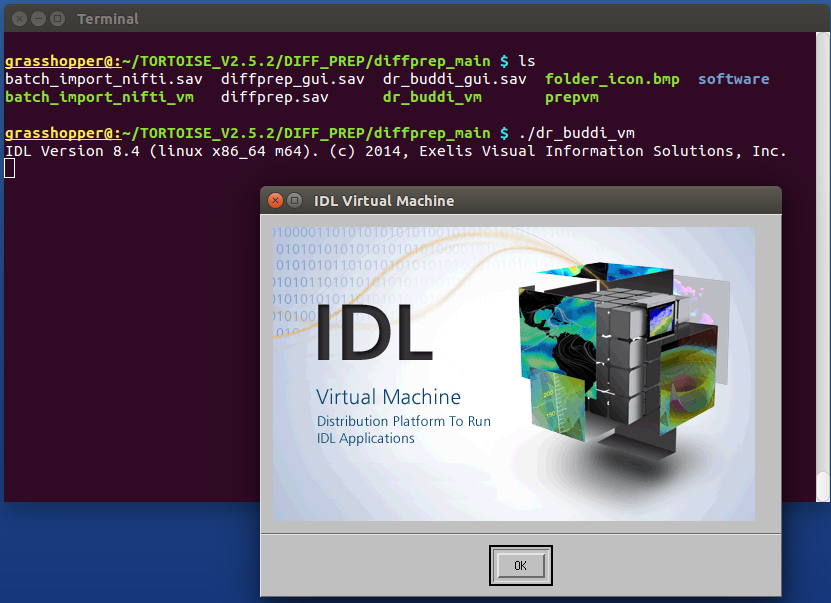 Terminal
grasshopper@:~/TORTOISE_V2.5.2/DIFF_PREP/diffprep_main $ ls
batch_import_nifti.sav diffprep_gui.sav dr_buddi_gui.sav folder_icon.bmp software
batch_import_nifti_vm diffprep.sav dr_buddi_vm prepvm
grasshopper@:~/TORTOISE_V2.5.2/DIFF_PREP/diffprep_main $ ./dr_buddi_vm
IDL Version 8.4 (linux x86_64 m64). (c) 2014, Exelis Visual Information Solutions, Inc.
IDL Virtual Machine
IDL
Virtual Machine
Distribution Platform To Run
IDL Applications
200
150
OK